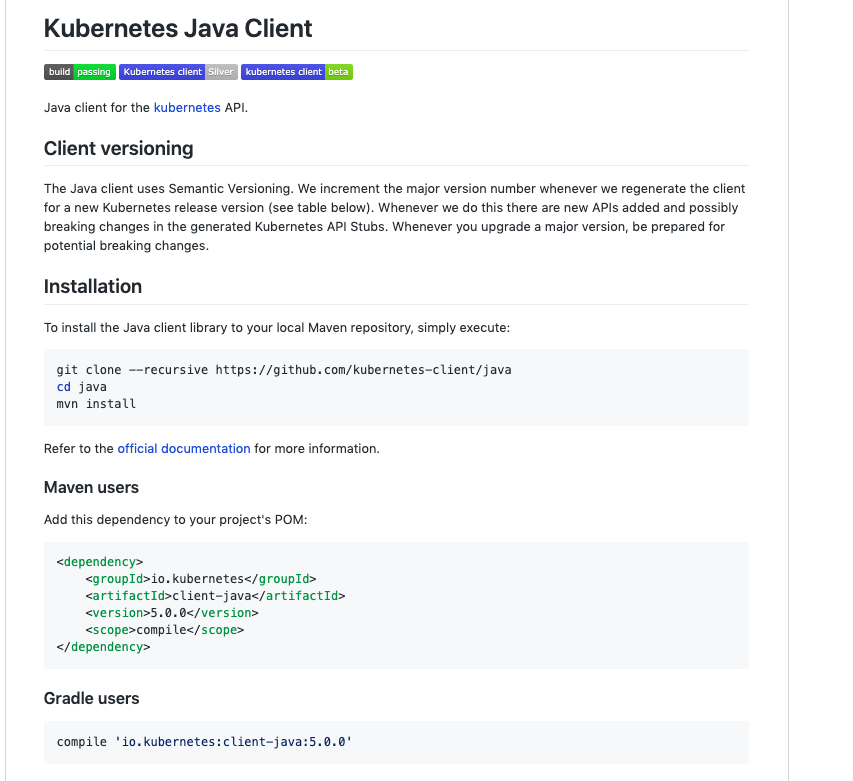 Kubernetes Java Client
build passing Kubernetes client Silver kubernetes client beta
Java client for the kubernetes API.
Client versioning
The Java client uses Semantic Versioning. We increment the major version number whenever we regenerate the client
for a new Kubernetes release version (see table below). Whenever we do this there are new APIs added and possibly
breaking changes in the generated Kubernetes API Stubs. Whenever you upgrade a major version, be prepared for
potential breaking changes.
Installation
To install the Java client library to your local Maven repository, simply execute:
git clone --recursive https://github.com/kubernetes-client/java
cd java
mvn install
Refer to the official documentation for more information.
Maven users
Add this dependency to your project's POM:
<dependency>
    <groupId>io.kubernetes</groupId>
    <artifactId>client-java</artifactId>
    <version>5.0.0</version>
    <scope>compile</scope>
</dependency>
Gradle users
compile 'io.kubernetes:client-java:5.0.0'